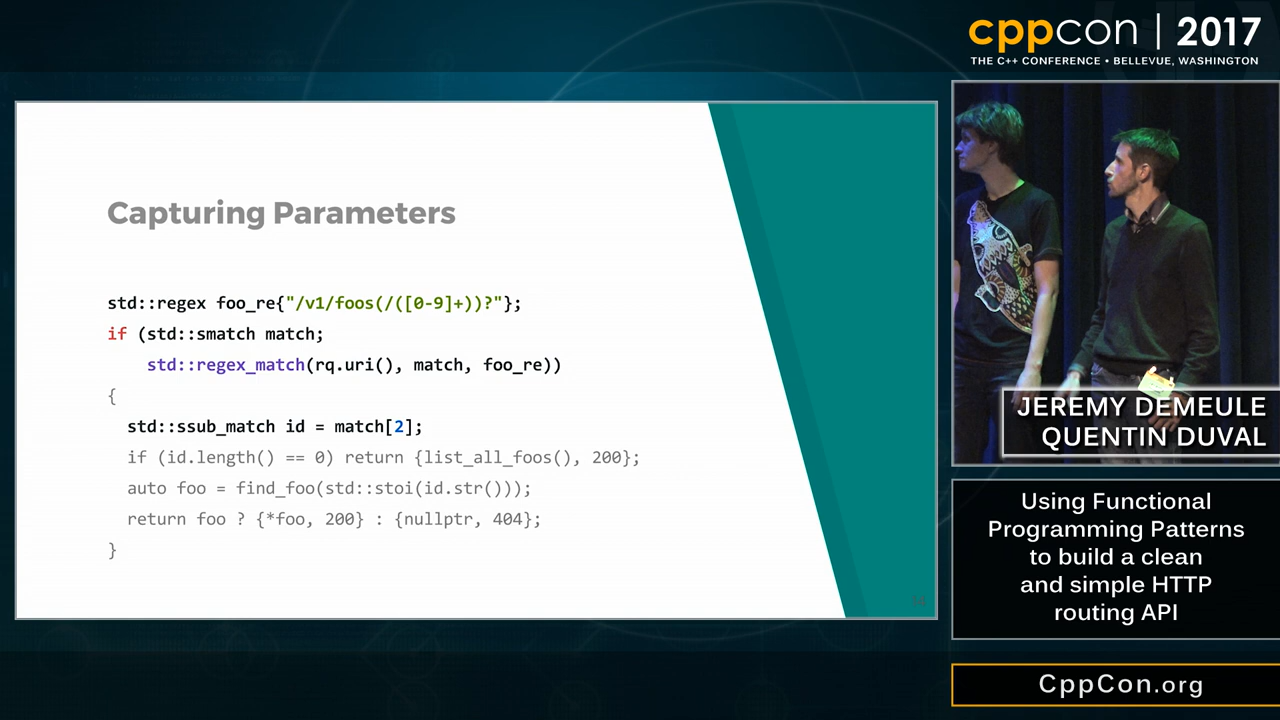 cppcon | 2017
THE C++ CONFERENCE • BELLEVUE, WASHINGTON
Capturing Parameters
std::regex foo_re{"/v1/foos(/([0-9]+))?"};
if (std::smatch match;
    std::regex_match(rq.uri(), match, foo_re))
{
  std::ssub_match id = match[2];
  if (id.length() == 0) return {list_all_foos(), 200};
  auto foo = find_foo(std::stoi(id.str()));
  return foo ? {*foo, 200} : {nullptr, 404};
}
JEREMY DEMEULE
QUENTIN DUVAL
Using Functional
Programming Patterns
to build a clean
and simple HTTP
routing API
CppCon.org